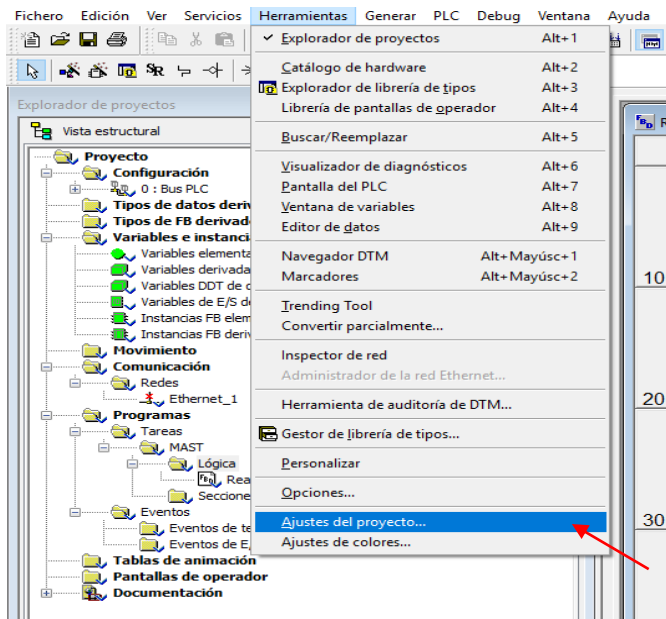 Fichero Edición Ver Servicios Herramientas Generar PLC Debug Ventana Ayuda
Explorador de proyectos Alt+1
Catálogo de hardware Alt+2
Explorador de librería de tipos Alt+3
Librería de pantallas de operador Alt+4
Buscar/Reemplazar Alt+5
Visualizador de diagnósticos Alt+6
Pantalla del PLC Alt+7
Ventana de variables Alt+8
Editor de datos Alt+9
Navegador DTM Alt+Mayúsc+1
Marcadores Alt+Mayúsc+2
Trending Tool
Convertir parcialmente...
Inspector de red
Administrador de la red Ethernet...
Herramienta de auditoría de DTM...
Gestor de librería de tipos...
Personalizar
Opciones...
Ajustes del proyecto...
Ajustes de colores...
Explorador de proyectos
Vista estructural
Proyecto
Configuración
0 : Bus PLC
Tipos de datos deri
Tipos de FB derivad
Variables e instanci
Variables elementa
Variables derivada
Variables DDT de
Variables de E/S de
Instancias FB elem
Instancias FB deriv
Movimiento
Comunicación
Redes
Ethernet_1
Programas
Tareas
MAST
Lógica
Rea
Seccione
Eventos
Eventos de te
Eventos de E
Tablas de animación
Pantallas de operador
Documentación
10
20
30